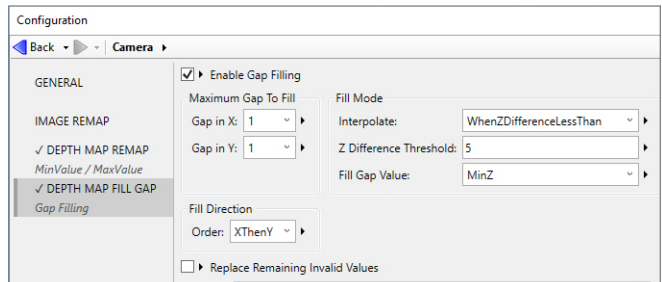 Configuration
Back Camera
GENERAL
IMAGE REMAP
✓ DEPTH MAP REMAP
MinValue / MaxValue
✓ DEPTH MAP FILL GAP
Gap Filling
Enable Gap Filling
Maximum Gap To Fill
Gap in X: 1
Gap in Y: 1
Fill Mode
Interpolate: WhenZDifferenceLessThan
Z Difference Threshold: 5
Fill Gap Value: MinZ
Fill Direction
Order: XThenY
Replace Remaining Invalid Values